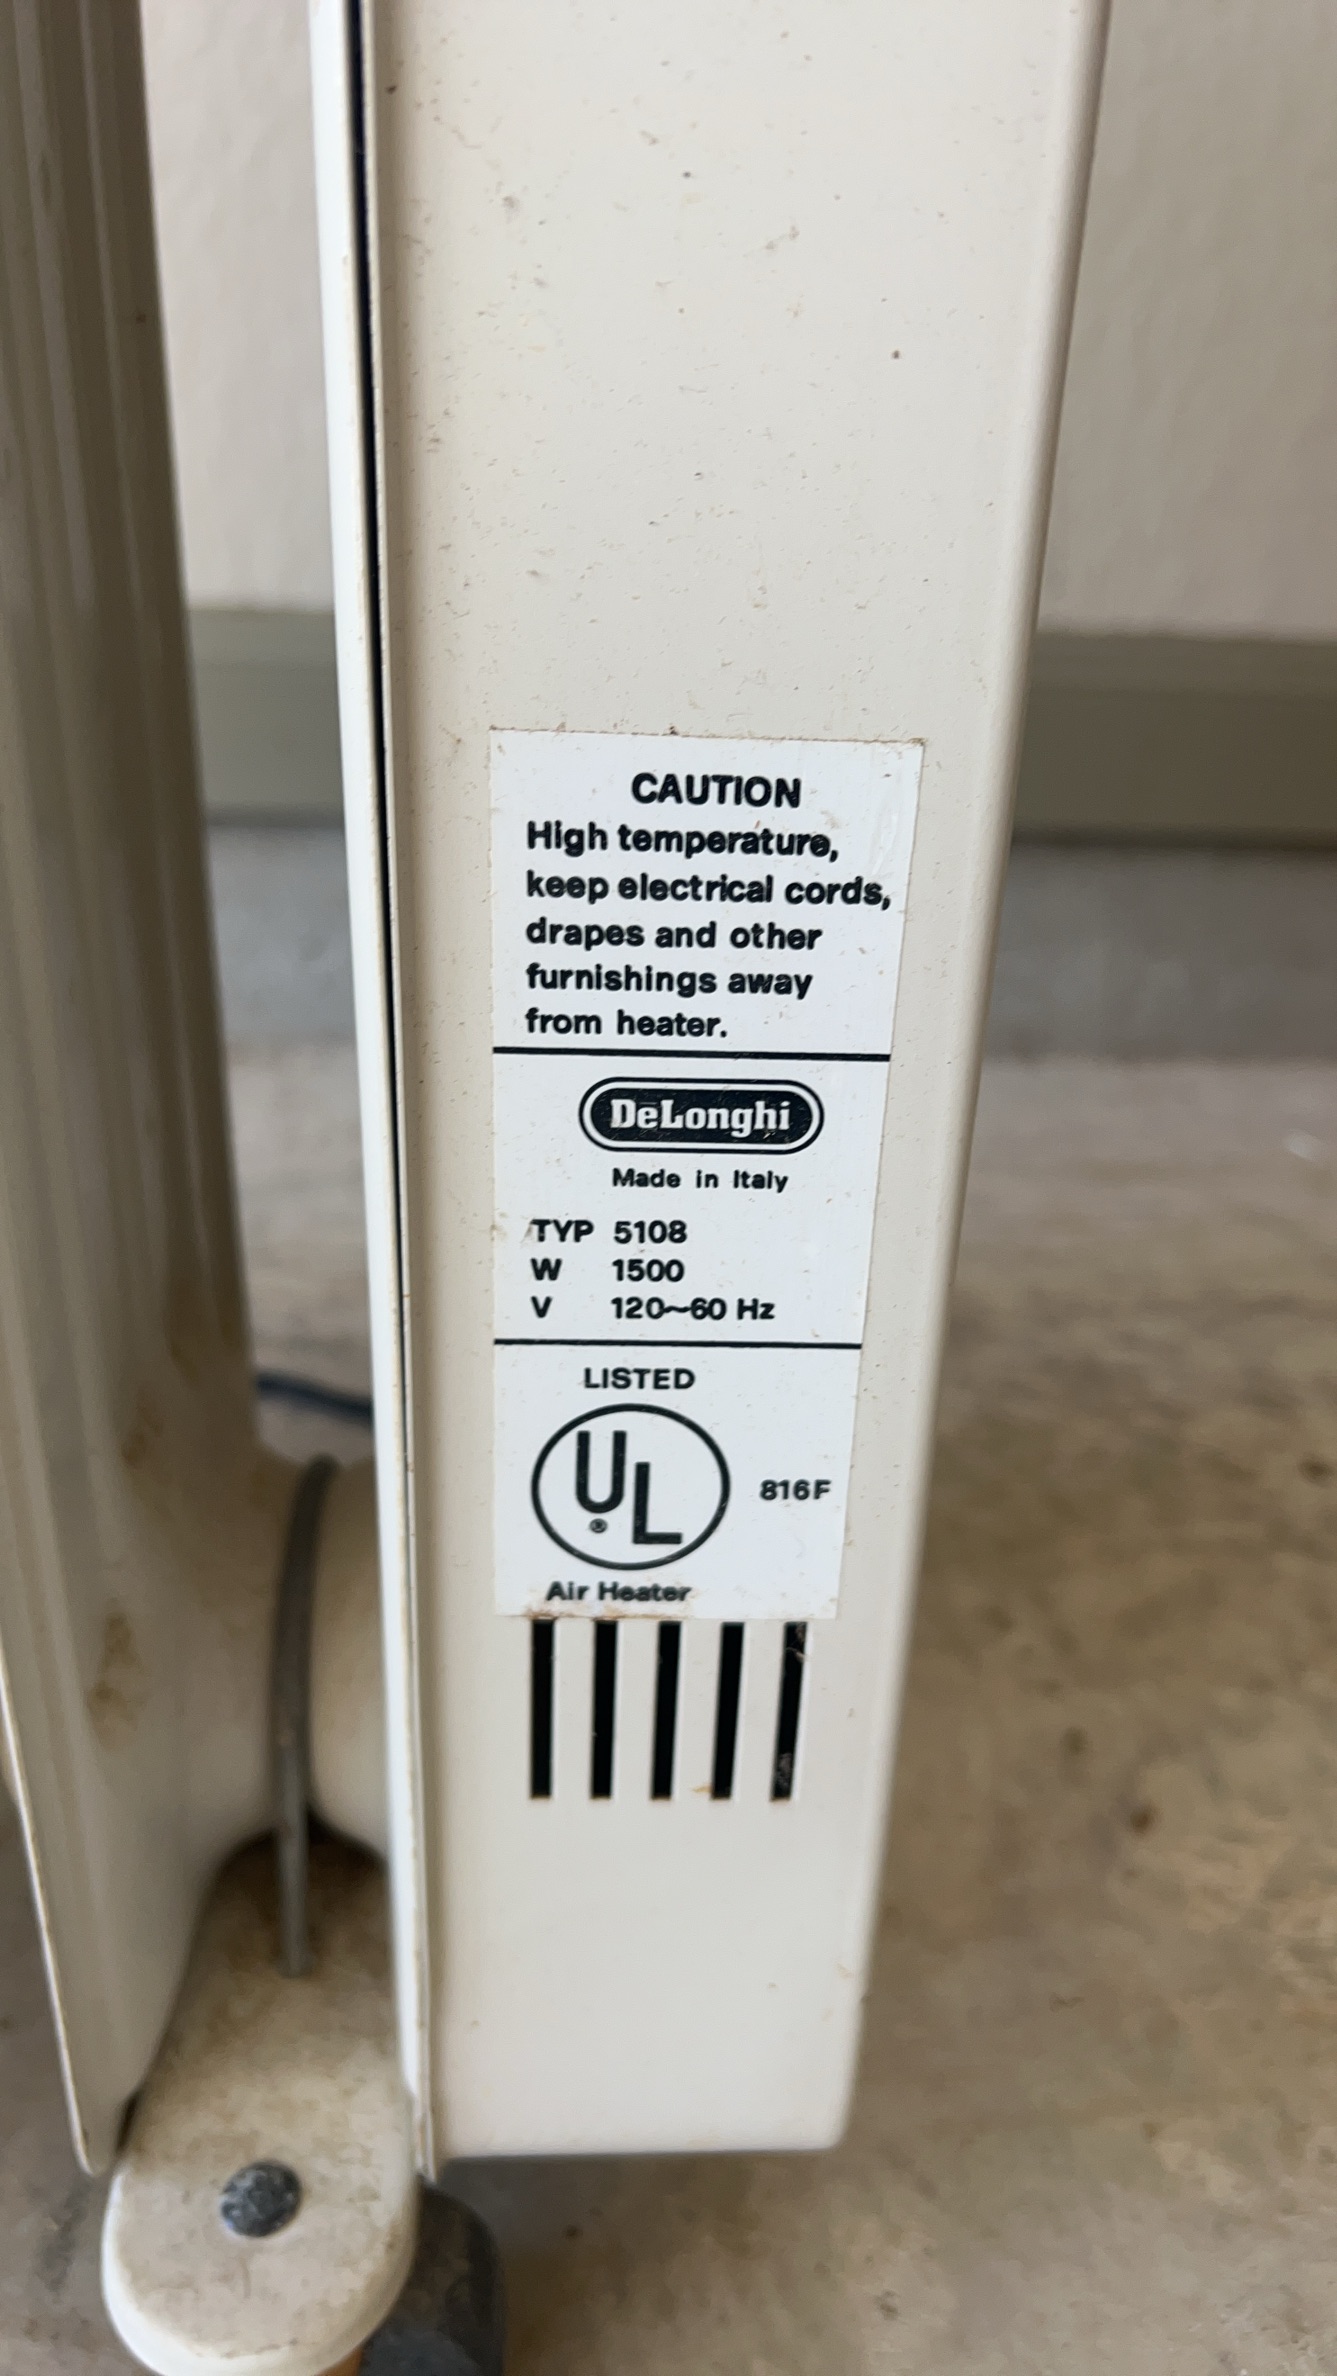 CAUTION
High temperature,
keep electrical cords,
drapes and other
furnishings away
from heater.
DeLonghi
Made in Italy
TYP 5108
W 1500
V 120~60 Hz
LISTED
UL ®
816F
Air Heater